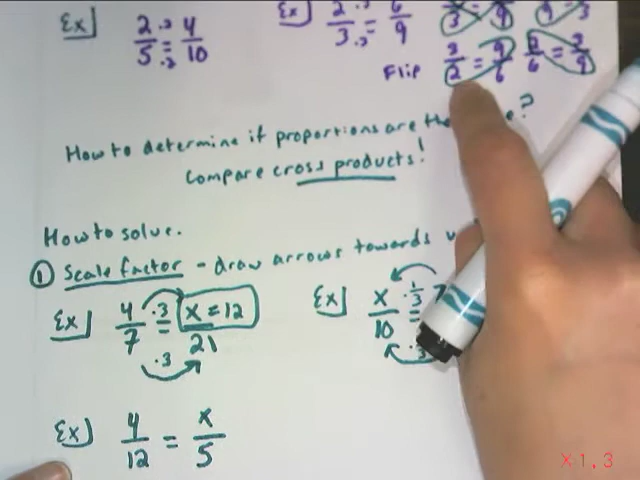 Ex] 2/5 = 4/10 ·2 ·2
Ex] 2/3 = 6/9 ·3
Flip 3/2 = 9/6 2/6 = 3/9
How to determine if proportions are
Compare cross products!
How to solve.
① Scale factor - draw arrows towards
Ex] 4/7 = x = 12/21 ·3 ·3
Ex] x/10 = ·1/3 ·3
Ex] 4/12 = x/5
X1.3